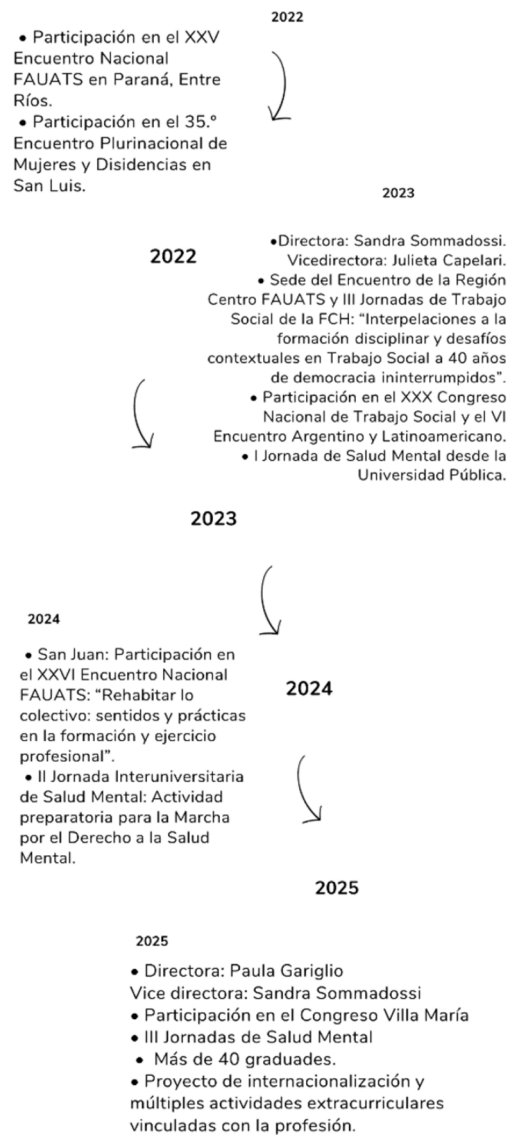 2022
• Participación en el XXV
Encuentro Nacional
FAUATS en Paraná, Entre
Ríos.
• Participación en el 35.º
Encuentro Plurinacional de
Mujeres y Disidencias en
San Luis.
2022
2023
•Directora: Sandra Sommadossi.
Vicedirectora: Julieta Capelari.
• Sede del Encuentro de la Región
Centro FAUATS y III Jornadas de Trabajo
Social de la FCH: “Interpelaciones a la
formación disciplinar y desafíos
contextuales en Trabajo Social a 40 años
de democracia ininterrumpidos”.
• Participación en el XXX Congreso
Nacional de Trabajo Social y el VI
Encuentro Argentino y Latinoamericano.
• I Jornada de Salud Mental desde la
Universidad Pública.
2023
2024
• San Juan: Participación en
el XXVI Encuentro Nacional
FAUATS: “Rehabitar lo
colectivo: sentidos y prácticas
en la formación y ejercicio
profesional”.
• II Jornada Interuniversitaria
de Salud Mental: Actividad
preparatoria para la Marcha
por el Derecho a la Salud
Mental.
2024
2025
2025
• Directora: Paula Gariglio
Vice directora: Sandra Sommadossi
• Participación en el Congreso Villa María
• III Jornadas de Salud Mental
• Más de 40 graduades.
• Proyecto de internacionalización y
múltiples actividades extracurriculares
vinculadas con la profesión.